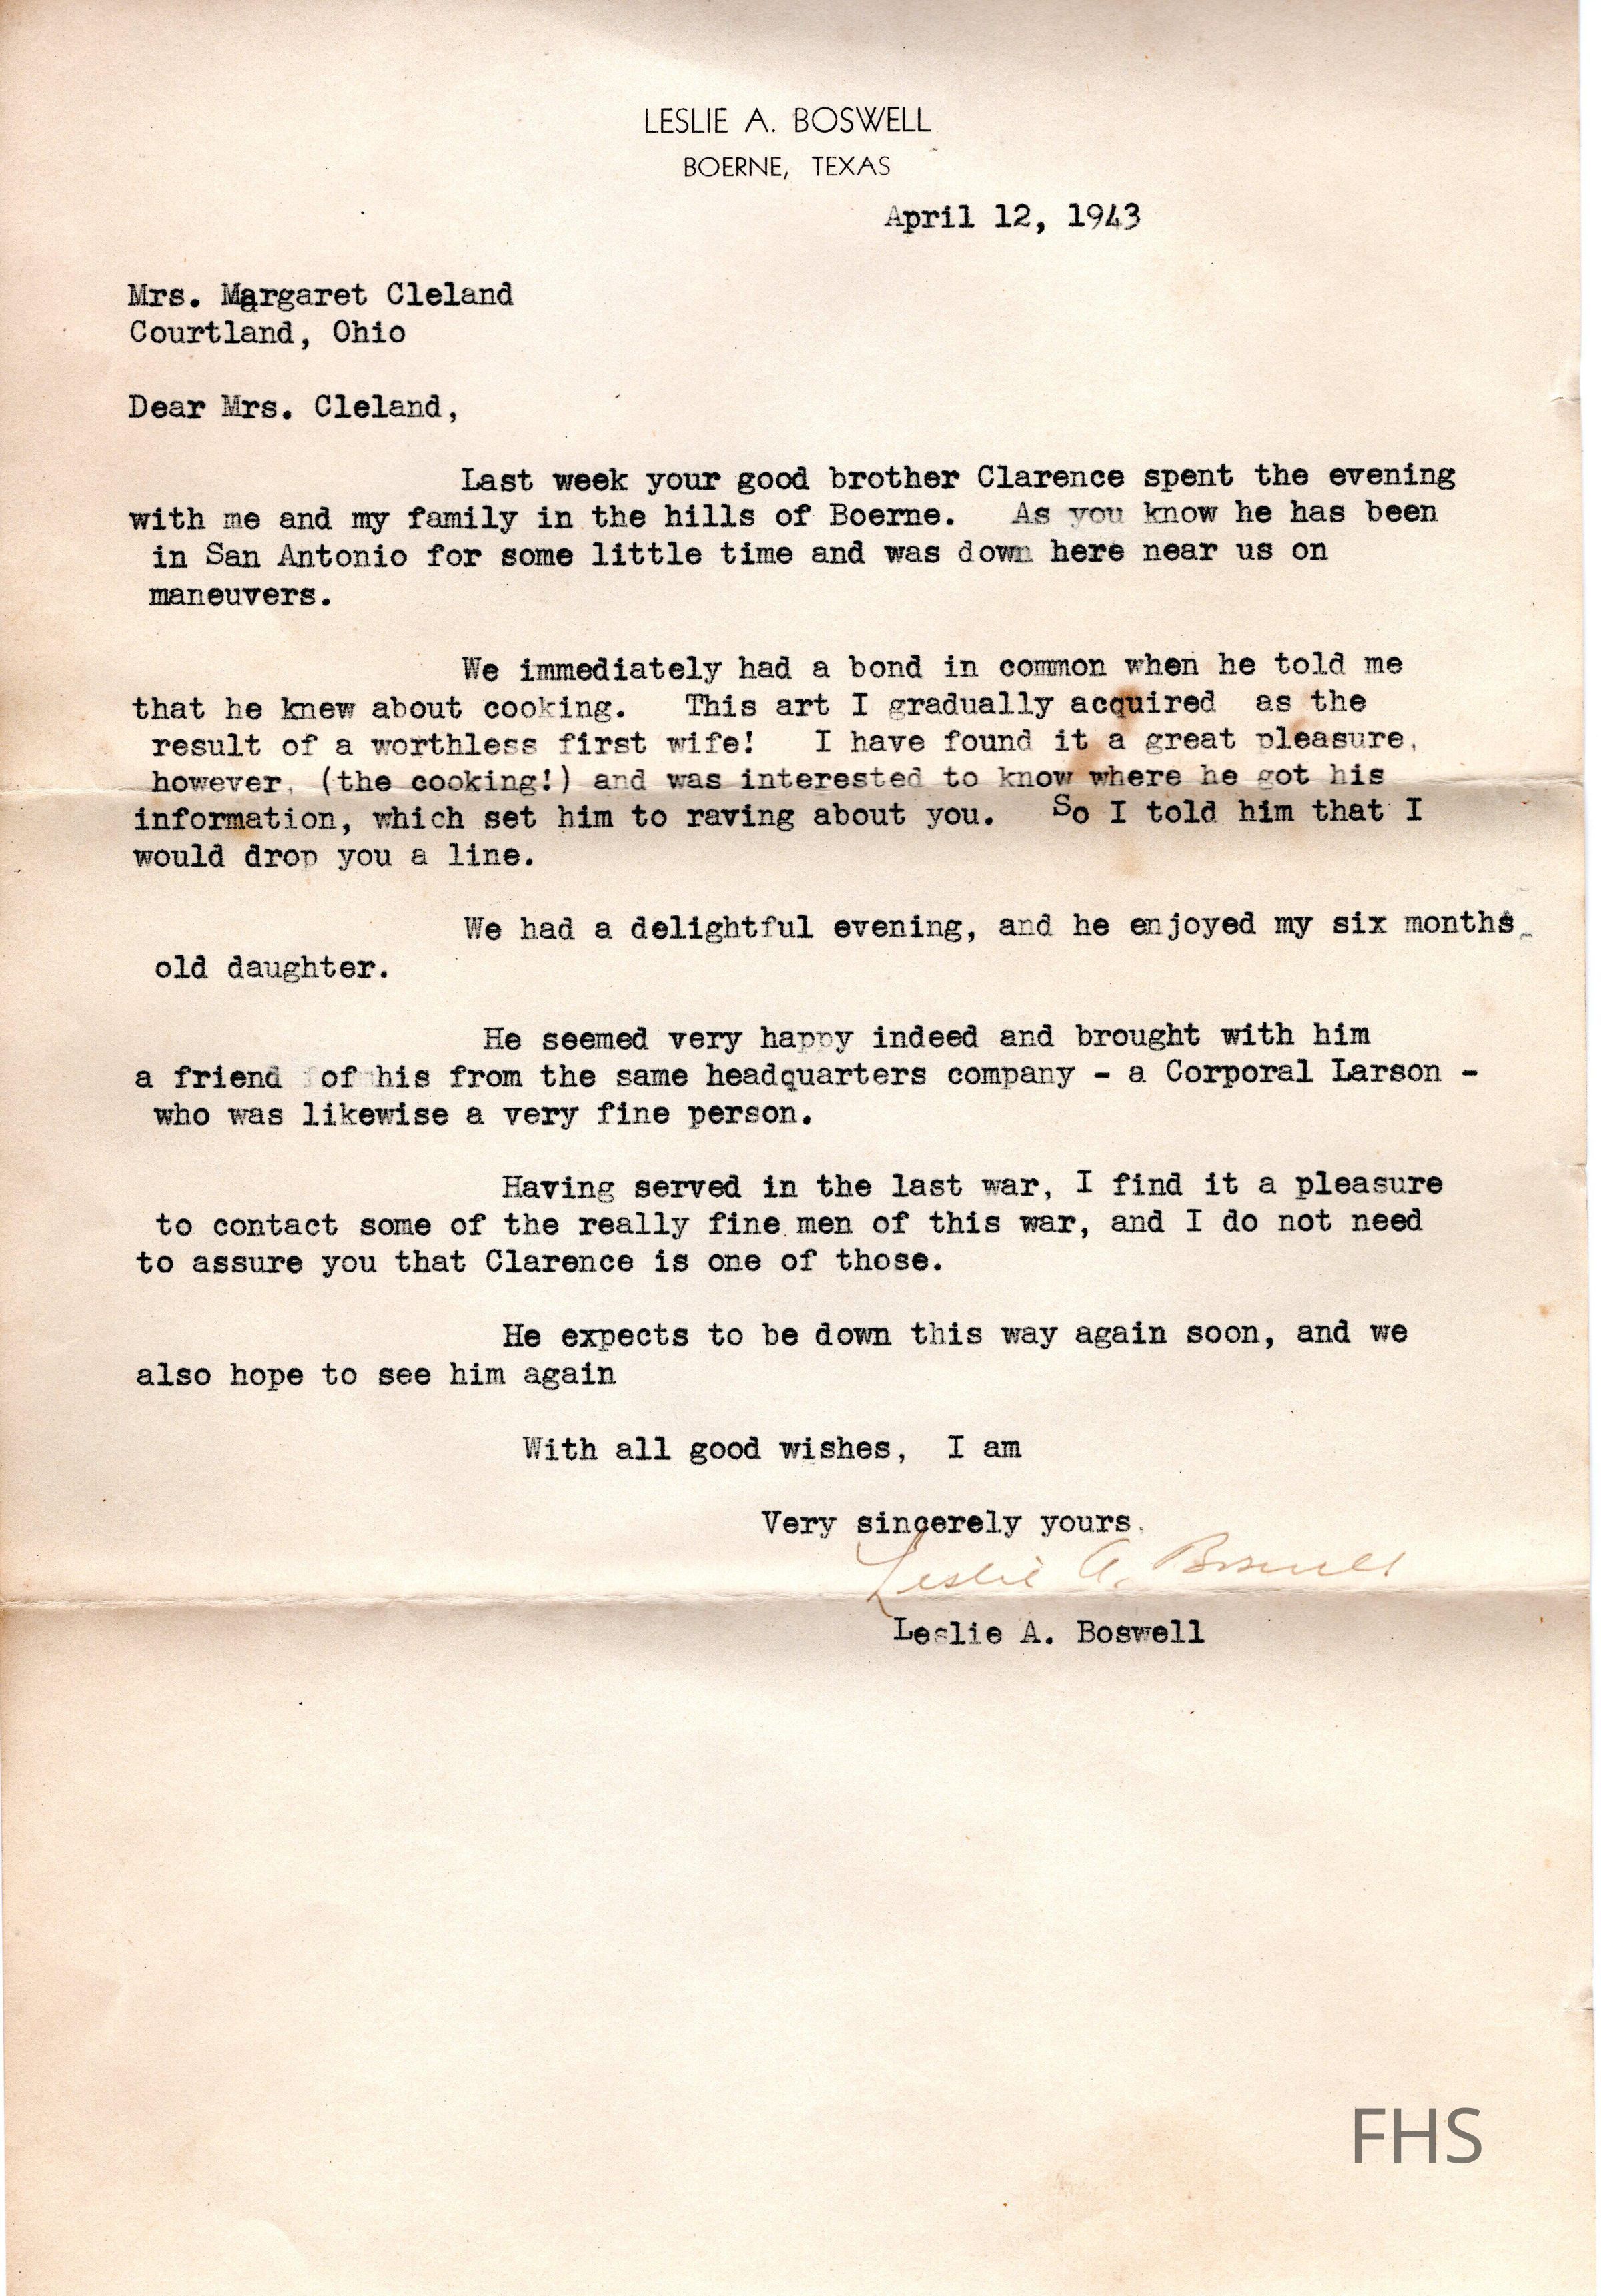 LESLIE A. BOSWELL
BOERNE, TEXAS
April 12, 1943
Mrs. Margaret Cleland
Courtland, Ohio
Dear Mrs. Cleland,
Last week your good brother Clarence spent the evening
with me and my family in the hills of Boerne. As you know he has been
in San Antonio for some little time and was down here near us on
maneuvers.
We immediately had a bond in common when he told me
that he knew about cooking. This art I gradually acquired as the
result of a worthless first wife! I have found it a great pleasure,
however, (the cooking!) and was interested to know where he got his
information, which set him to raving about you. So I told him that I
would drop you a line.
We had a delightful evening, and he enjoyed my six months
old daughter.
He seemed very happy indeed and brought with him
a friend of his from the same headquarters company - a Corporal Larson -
who was likewise a very fine person.
Having served in the last war, I find it a pleasure
to contact some of the really fine men of this war, and I do not need
to assure you that Clarence is one of those.
He expects to be down this way again soon, and we
also hope to see him again
With all good wishes, I am
Very sincerely yours,
Leslie A. Boswell
Leslie A. Boswell
FHS